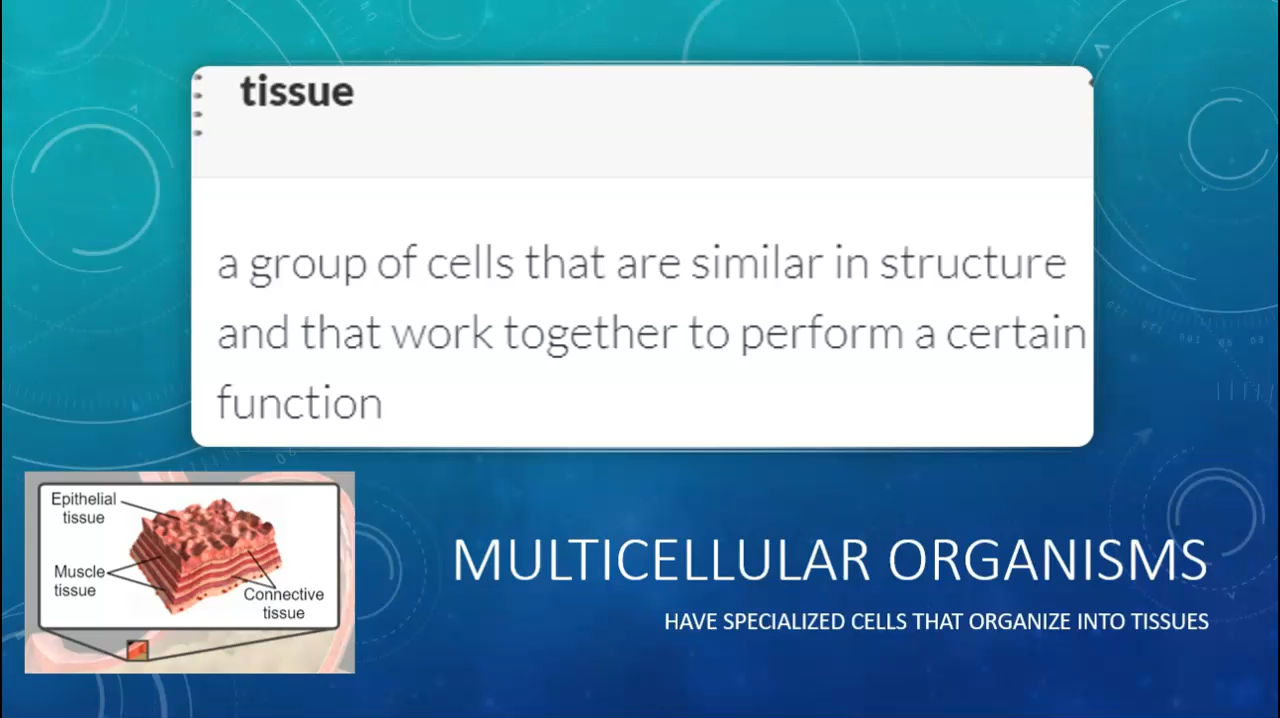 tissue
a group of cells that are similar in structure
and that work together to perform a certain
function
Epithelial
tissue
Muscle
tissue
Connective
tissue
MULTICELLULAR ORGANISMS
HAVE SPECIALIZED CELLS THAT ORGANIZE INTO TISSUES